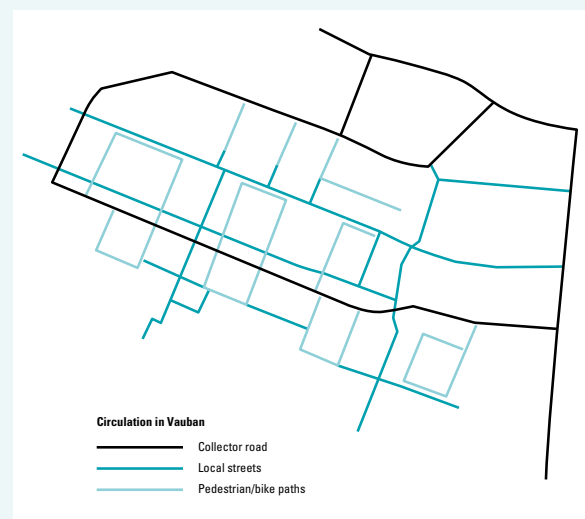 Circulation in Vauban
Collector road
Local streets
Pedestrian/bike paths